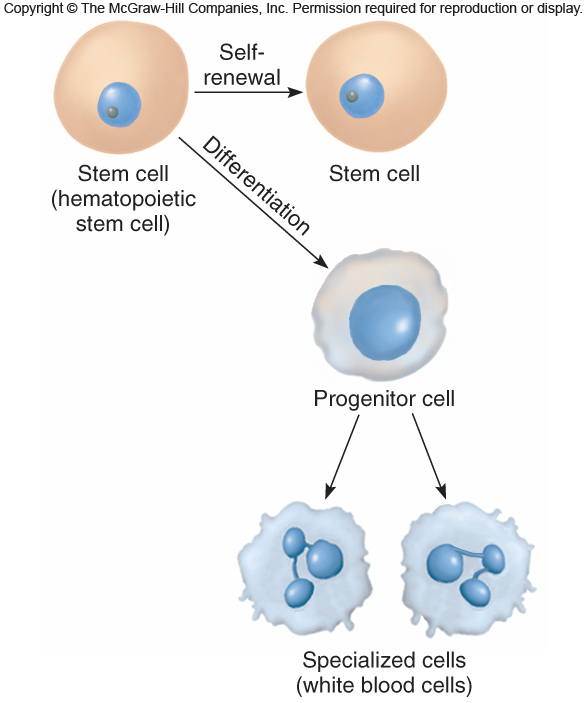 Copyright © The McGraw-Hill Companies, Inc. Permission required for reproduction or display.
Self-
renewal
Stem cell
(hematopoietic
stem cell)
Stem cell
Differentiation
Progenitor cell
Specialized cells
(white blood cells)